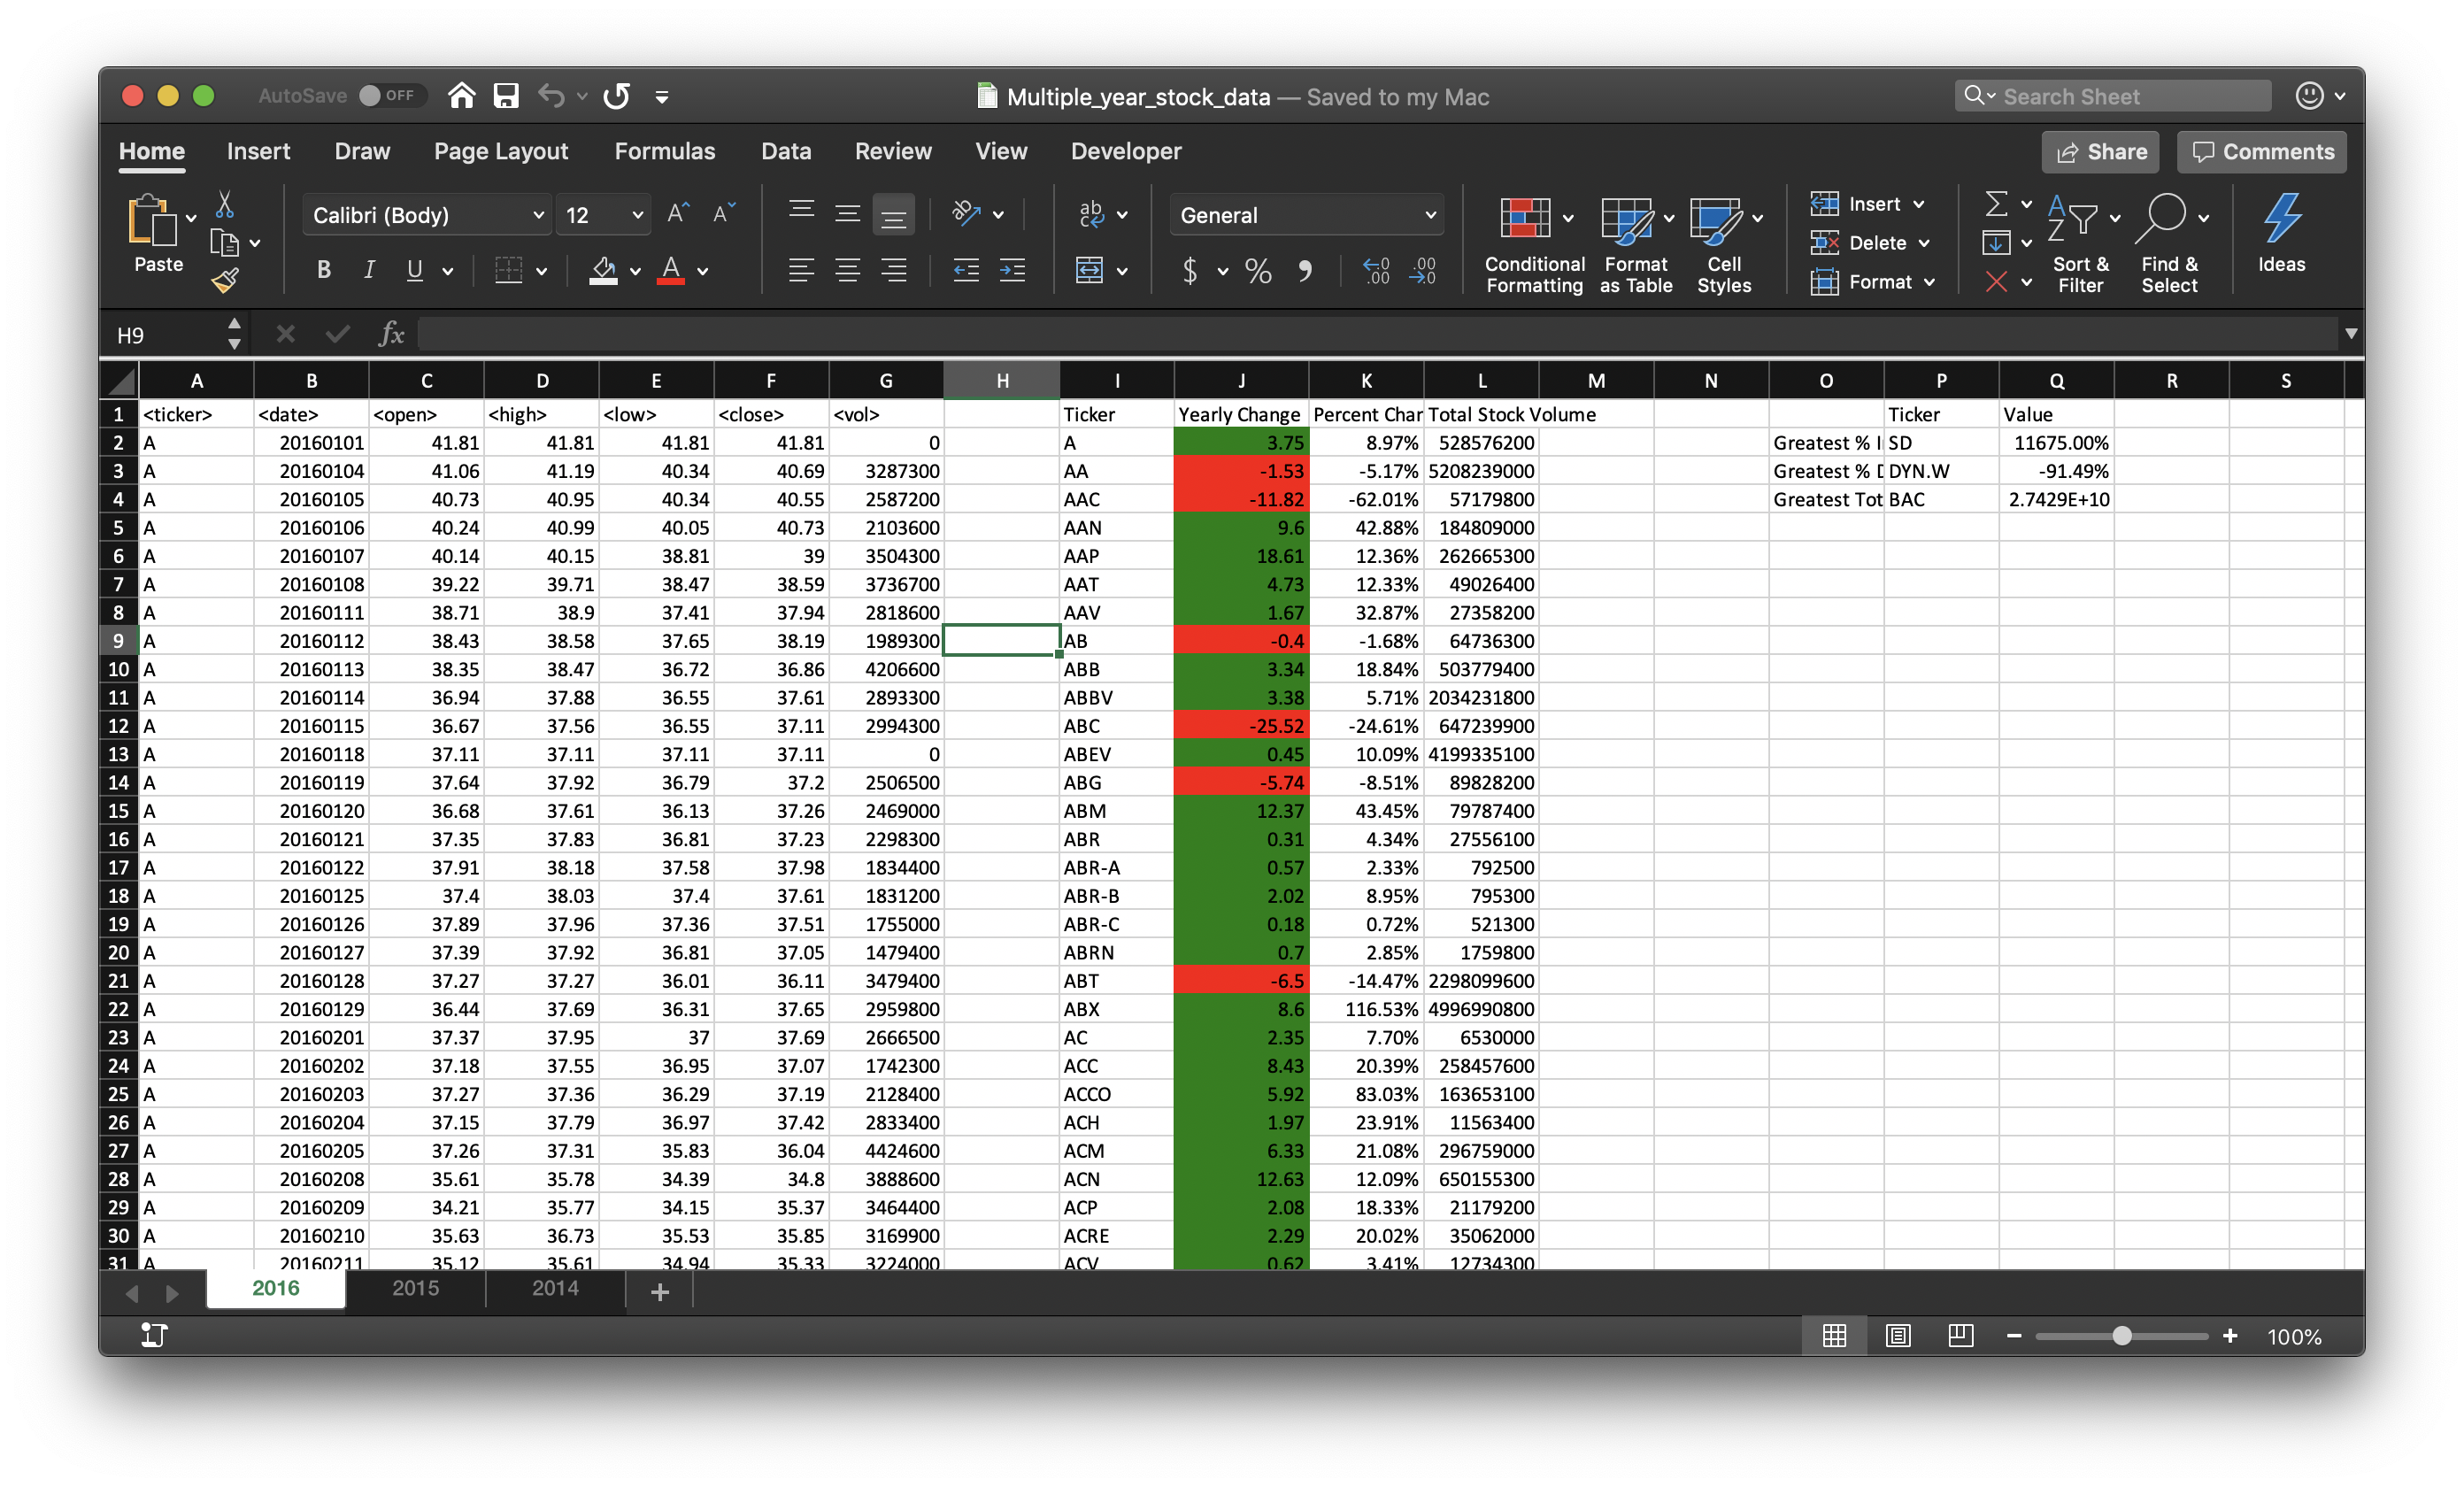 AutoSave OFF Multiple_year_stock_data — Saved to my Mac Search Sheet
Home Insert Draw Page Layout Formulas Data Review View Developer Share Comments
Paste Calibri (Body) 12 General Conditional Formatting Format as Table Cell Styles Insert Delete Format Sort & Filter Find & Select Ideas
H9 fx
A B C D E F G H I J K L M N O P Q R S
1 <ticker> <date> <open> <high> <low> <close> <vol> Ticker Yearly Change Percent Char Total Stock Volume Ticker Value
2 A 20160101 41.81 41.81 41.81 41.81 0 A 3.75 8.97% 528576200 Greatest % I SD 11675.00%
3 A 20160104 41.06 41.19 40.34 40.69 3287300 AA -1.53 -5.17% 5208239000 Greatest % D DYN.W -91.49%
4 A 20160105 40.73 40.95 40.34 40.55 2587200 AAC -11.82 -62.01% 57179800 Greatest Tot BAC 2.7429E+10
5 A 20160106 40.24 40.99 40.05 40.73 2103600 AAN 9.6 42.88% 184809000
6 A 20160107 40.14 40.15 38.81 39 3504300 AAP 18.61 12.36% 262665300
7 A 20160108 39.22 39.71 38.47 38.59 3736700 AAT 4.73 12.33% 49026400
8 A 20160111 38.71 38.9 37.41 37.94 2818600 AAV 1.67 32.87% 27358200
9 A 20160112 38.43 38.58 37.65 38.19 1989300 AB -0.4 -1.68% 64736300
10 A 20160113 38.35 38.47 36.72 36.86 4206600 ABB 3.34 18.84% 503779400
11 A 20160114 36.94 37.88 36.55 37.61 2893300 ABBV 3.38 5.71% 2034231800
12 A 20160115 36.67 37.56 36.55 37.11 2994300 ABC -25.52 -24.61% 647239900
13 A 20160118 37.11 37.11 37.11 37.11 0 ABEV 0.45 10.09% 4199335100
14 A 20160119 37.64 37.92 36.79 37.2 2506500 ABG -5.74 -8.51% 89828200
15 A 20160120 36.68 37.61 36.13 37.26 2469000 ABM 12.37 43.45% 79787400
16 A 20160121 37.35 37.83 36.81 37.23 2298300 ABR 0.31 4.34% 27556100
17 A 20160122 37.91 38.18 37.58 37.98 1834400 ABR-A 0.57 2.33% 792500
18 A 20160125 37.4 38.03 37.4 37.61 1831200 ABR-B 2.02 8.95% 795300
19 A 20160126 37.89 37.96 37.36 37.51 1755000 ABR-C 0.18 0.72% 521300
20 A 20160127 37.39 37.92 36.81 37.05 1479400 ABRN 0.7 2.85% 1759800
21 A 20160128 37.27 37.27 36.01 36.11 3479400 ABT -6.5 -14.47% 2298099600
22 A 20160129 36.44 37.69 36.31 37.65 2959800 ABX 8.6 116.53% 4996990800
23 A 20160201 37.37 37.95 37 37.69 2666500 AC 2.35 7.70% 6530000
24 A 20160202 37.18 37.55 36.95 37.07 1742300 ACC 8.43 20.39% 258457600
25 A 20160203 37.27 37.36 36.29 37.19 2128400 ACCO 5.92 83.03% 163653100
26 A 20160204 37.15 37.79 36.97 37.42 2833400 ACH 1.97 23.91% 11563400
27 A 20160205 37.26 37.31 35.83 36.04 4424600 ACM 6.33 21.08% 296759000
28 A 20160208 35.61 35.78 34.39 34.8 3888600 ACN 12.63 12.09% 650155300
29 A 20160209 34.21 35.77 34.15 35.37 3464400 ACP 2.08 18.33% 21179200
30 A 20160210 35.63 36.73 35.53 35.85 3169900 ACRE 2.29 20.02% 35062000
31 A 20160211 35.12 35.61 34.94 35.33 3224000 ACV 0.62 3.41% 12734300
2016 2015 2014 +
100%